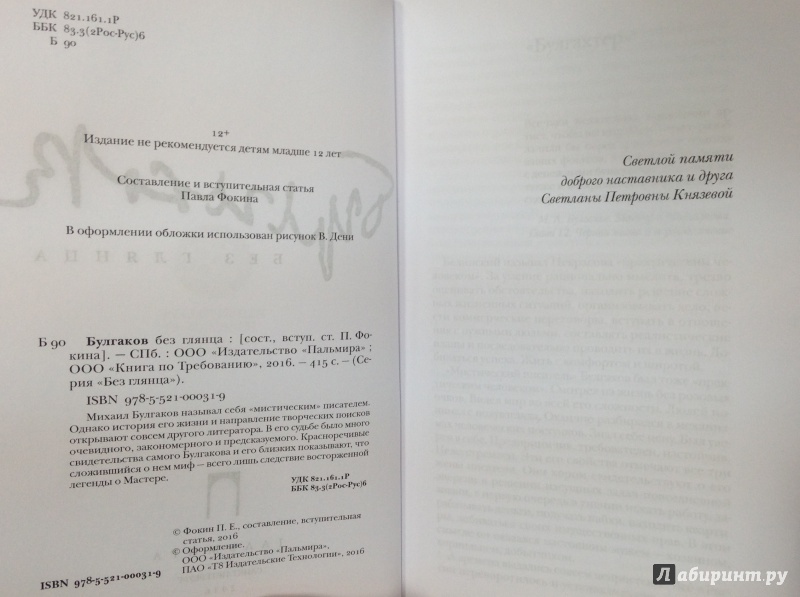 УДК 821.161.1Р
ББК 83.3(2Рос-Рус)6
Б 90
12+
Издание не рекомендуется детям младше 12 лет
Составление и вступительная статья
Павла Фокина
В оформлении обложки использован рисунок В. Дени
Б 90 Булгаков без глянца : [сост., вступ. ст. П. Фо-
кина]. — СПб. : ООО «Издательство «Пальмира» ;
ООО «Книга по Требованию», 2016. — 415 с. — (Се-
рия «Без глянца»).
ISBN 978-5-521-00031-9
Михаил Булгаков называл себя «мистическим» писателем.
Однако история его жизни и направление творческих поисков
открывают совсем другого литератора. В его судьбе было много
очевидного, закономерного и предсказуемого. Красноречивые
свидетельства самого Булгакова и его близких показывают, что
сложившийся о нем миф – всего лишь следствие восторженной
легенды о Мастере.
УДК 821.161.1Р
ББК 83.3(2Рос-Рус)6
© Фокин П. Е., составление, вступительная
статья, 2016
© Оформление.
ООО «Издательство «Пальмира»,
ПАО «Т8 Издательские Технологии», 2016
ISBN 978-5-521-00031-9
Светлой памяти
доброго наставника и друга
Светланы Петровны Князевой
Лабиринт.ру